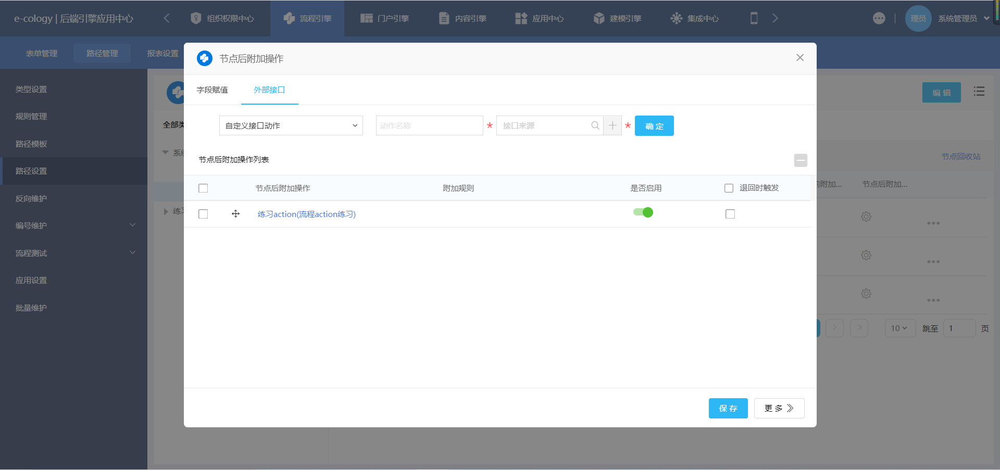 e-cology | 后端引擎应用中心
组织权限中心
流程引擎
门户引擎
内容引擎
应用中心
建模引擎
集成中心
理员
系统管理员
表单管理
路径管理
报表设置
类型设置
规则管理
路径模板
路径设置
反向维护
编号维护
流程测试
应用设置
批量维护
全部类
系统
练习
节点后附加操作
字段赋值
外部接口
自定义接口动作
动作名称
*
接口来源
*
确定
节点后附加操作列表
节点后附加操作
附加规则
是否启用
退回时触发
练习action(流程action练习)
保存
更多
编辑
节点回收站
前附加...
节点后附加...
10
跳至
1
页